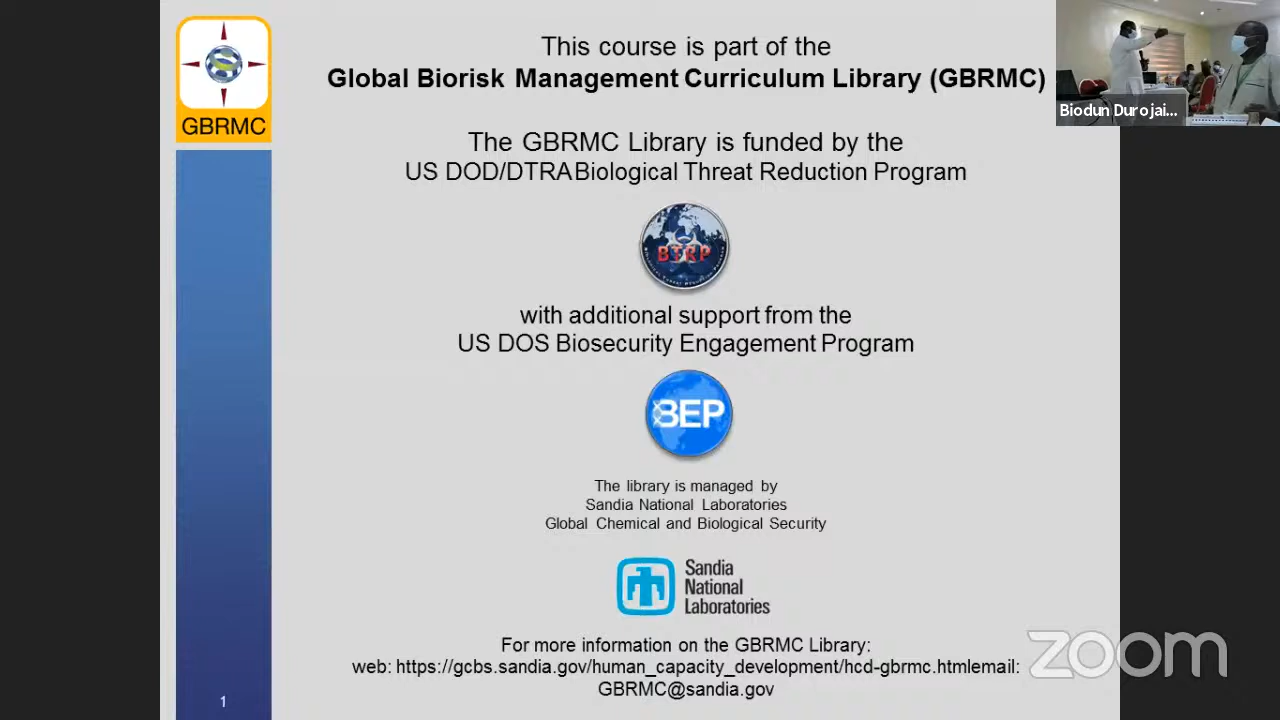 This course is part of the
Global Biorisk Management Curriculum Library (GBRMC)
GBRMC
Biodun Durojai...
The GBRMC Library is funded by the
US DOD/DTRABiological Threat Reduction Program
BTRP
with additional support from the
US DOS Biosecurity Engagement Program
BEP
The library is managed by
Sandia National Laboratories
Global Chemical and Biological Security
Sandia
National
Laboratories
For more information on the GBRMC Library:
web: https://gcbs.sandia.gov/human_capacity_development/hcd-gbrmc.htmlemail:
GBRMC@sandia.gov
zoom
1